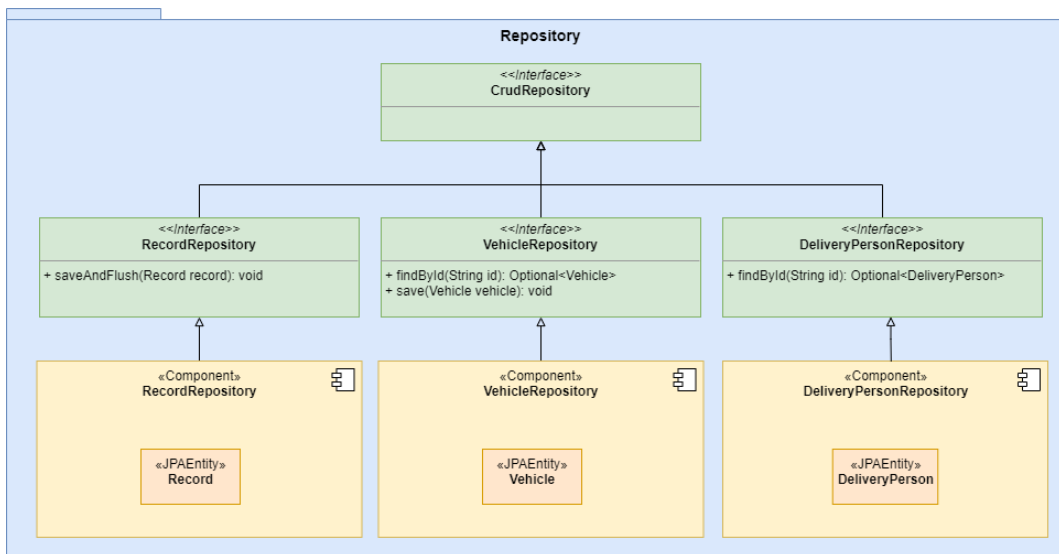 Repository
<<Interface>>
CrudRepository
<<Interface>>
RecordRepository
+ saveAndFlush(Record record): void
<<Interface>>
VehicleRepository
+ findById(String id): Optional<Vehicle>
+ save(Vehicle vehicle): void
<<Interface>>
DeliveryPersonRepository
+ findById(String id): Optional<DeliveryPerson>
«Component»
RecordRepository
«JPAEntity»
Record
«Component»
VehicleRepository
«JPAEntity»
Vehicle
«Component»
DeliveryPersonRepository
«JPAEntity»
DeliveryPerson